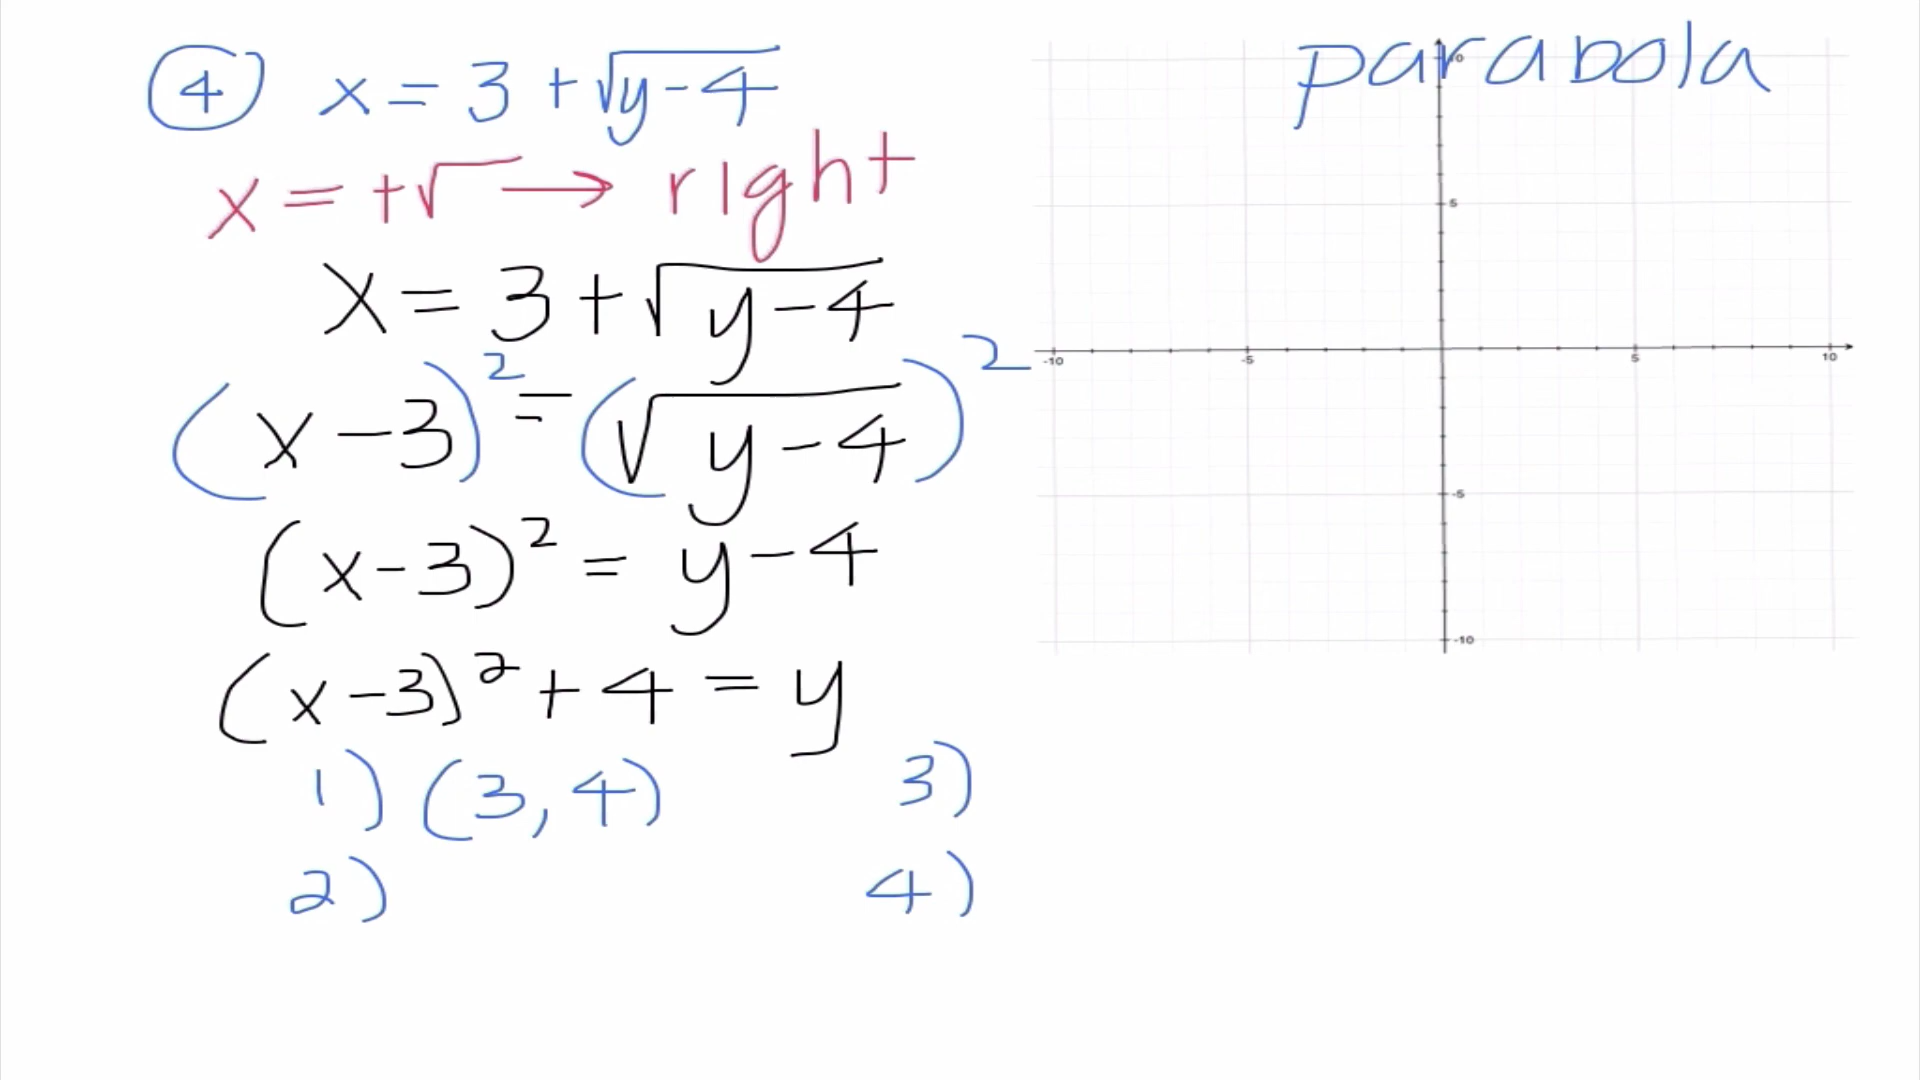 ④ x = 3 + √(y-4)
x = +√ → right
x = 3 + √(y-4)
(x-3)² = (√(y-4))²
(x-3)² = y-4
(x-3)² + 4 = y
1) (3,4) 3)
2) 4)
parabola
10
5
-10 -5 5 10
-5
-10